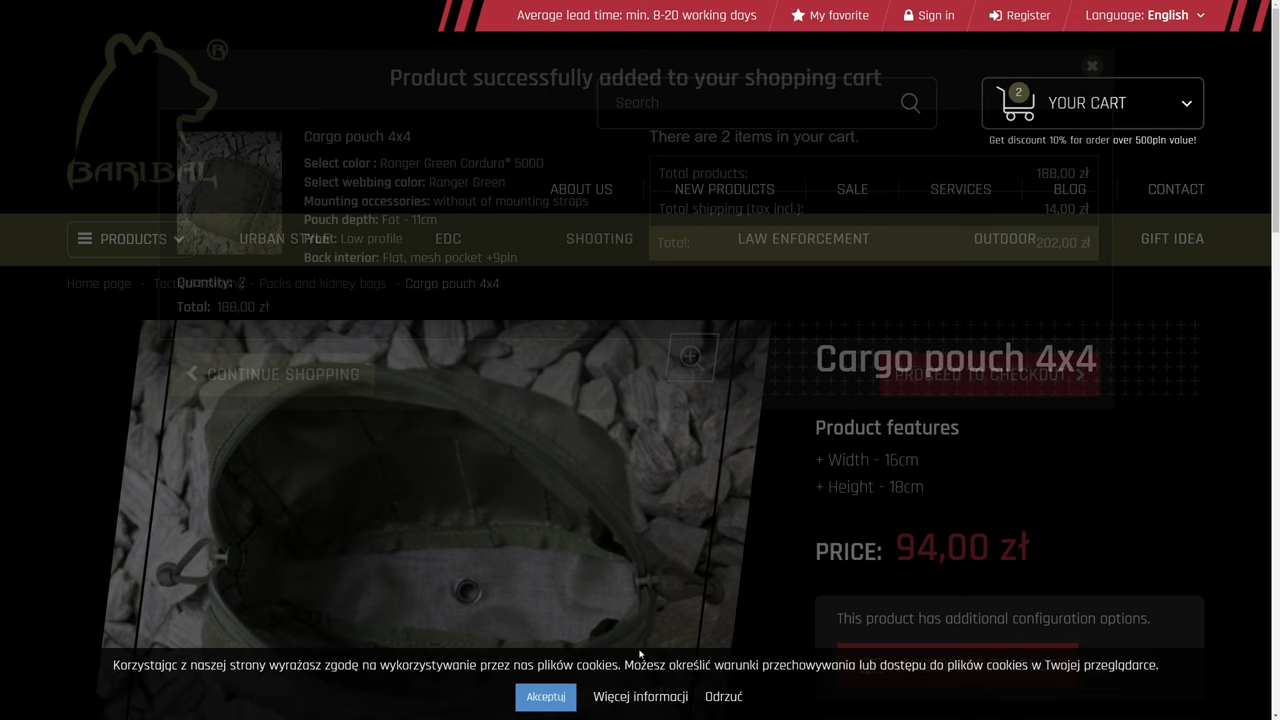 Average lead time: min. 8-20 working days
My favorite
Sign in
Register
Language: English
BARIBAL
®
Product successfully added to your shopping cart
Search
2
YOUR CART
Get discount 10% for order over 500pln value!
Cargo pouch 4x4
Select color : Ranger Green Cordura® 500D
Select webbing color: Ranger Green
Mounting accessories: without of mounting straps
Pouch depth: Fat - 11cm
Profile: Low profile
Back interior: Flat, mesh pocket +9pln
Quantity: 2
Total: 188,00 zł
There are 2 items in your cart.
Total products: 188,00 zł
Total shipping (tax incl.): 14,00 zł
Total: 202,00 zł
CONTINUE SHOPPING
PROCEED TO CHECKOUT
ABOUT US
NEW PRODUCTS
SALE
SERVICES
BLOG
CONTACT
PRODUCTS
URBAN STYLE!
EDC
SHOOTING
LAW ENFORCEMENT
OUTDOOR
GIFT IDEA
Home page - - Packs and kidney bags - Cargo pouch 4x4
Cargo pouch 4x4
Product features
+ Width - 16cm
+ Height - 18cm
PRICE: 94,00 zł
This product has additional configuration options.
Korzystając z naszej strony wyrażasz zgodę na wykorzystywanie przez nas plików cookies. Możesz określić warunki przechowywania lub dostępu do plików cookies w Twojej przeglądarce.
Akceptuj
Więcej informacji
Odrzuć